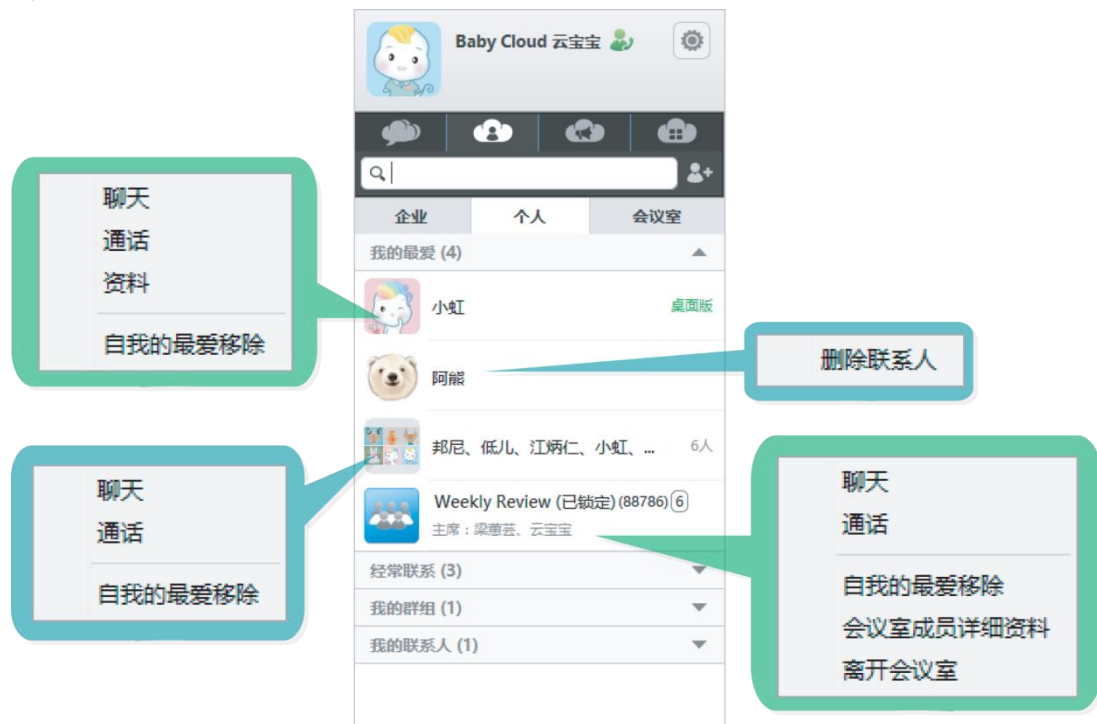 Baby Cloud 云宝宝
企业 个人 会议室
我的最爱 (4)
小虹 桌面版
阿熊
邦尼、低儿、江炳仁、小虹、... 6人
Weekly Review (已锁定) (88786) 6
主席：梁蕙芸、云宝宝
经常联系 (3)
我的群组 (1)
我的联系人 (1)
聊天
通话
资料
自我的最爱移除
聊天
通话
自我的最爱移除
删除联系人
聊天
通话
自我的最爱移除
会议室成员详细资料
离开会议室